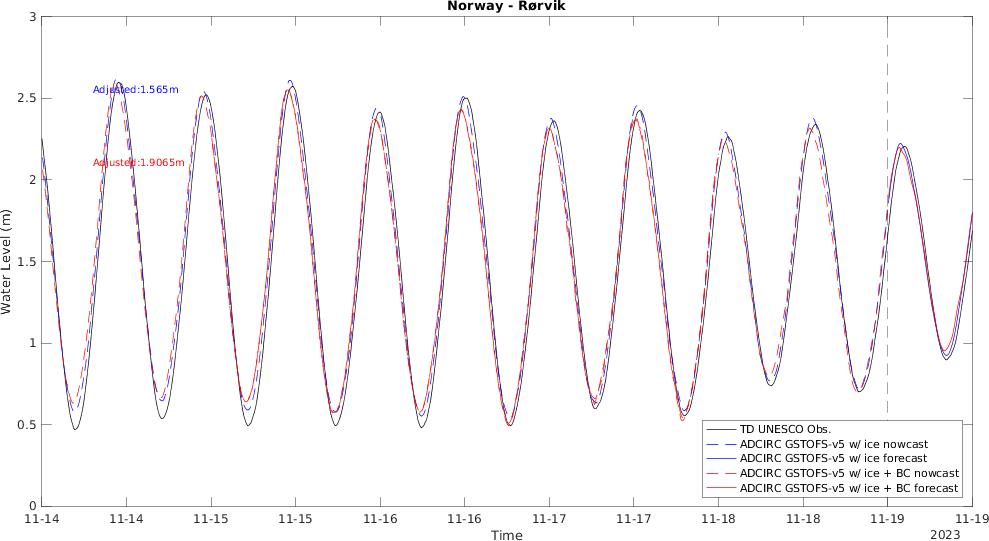 Norway - Rørvik
3
2.5
2
1.5
1
0.5
0
Water Level (m)
Adjusted:1.565m
Adjusted:1.9065m
TD UNESCO Obs.
ADCIRC GSTOFS-v5 w/ ice nowcast
ADCIRC GSTOFS-v5 w/ ice forecast
ADCIRC GSTOFS-v5 w/ ice + BC nowcast
ADCIRC GSTOFS-v5 w/ ice + BC forecast
11-14 11-14 11-15 11-15 11-16 11-16 11-17 11-17 11-18 11-18 11-19 11-19
Time
2023